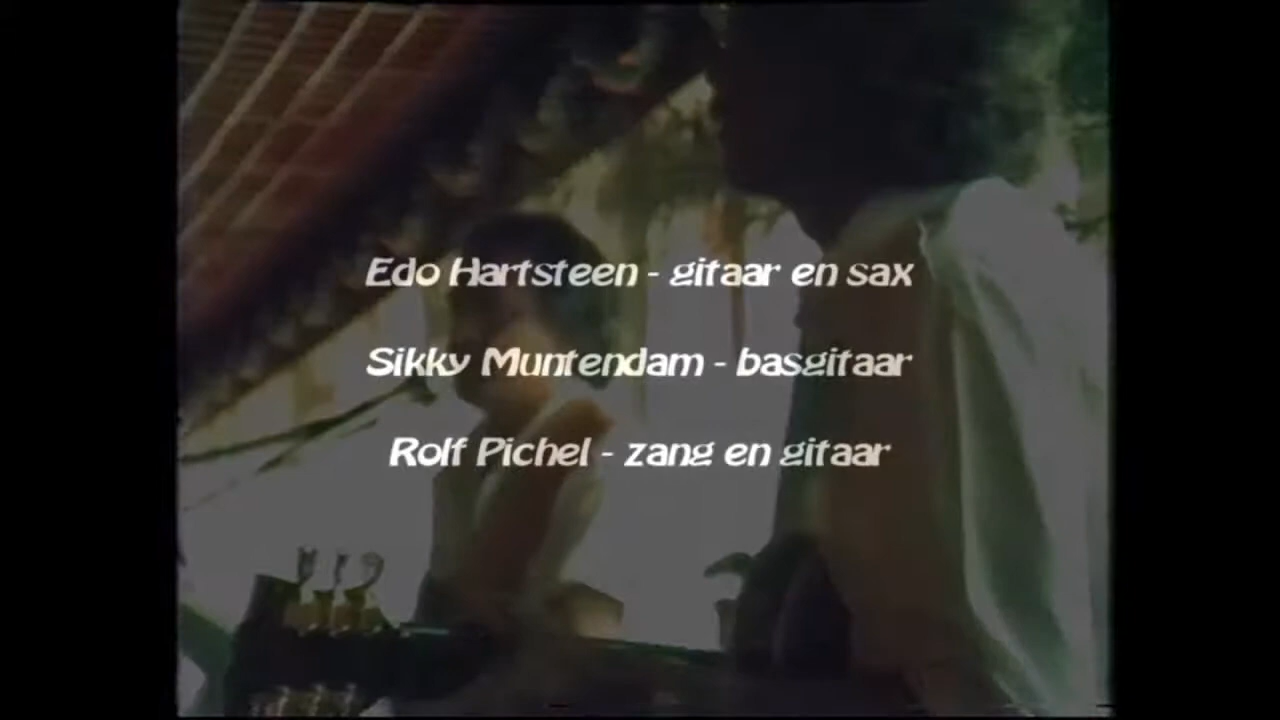 Edo Hartsteen - gitaar en sax
Sikky Muntendam - basgitaar
Rolf Pichel - zang en gitaar